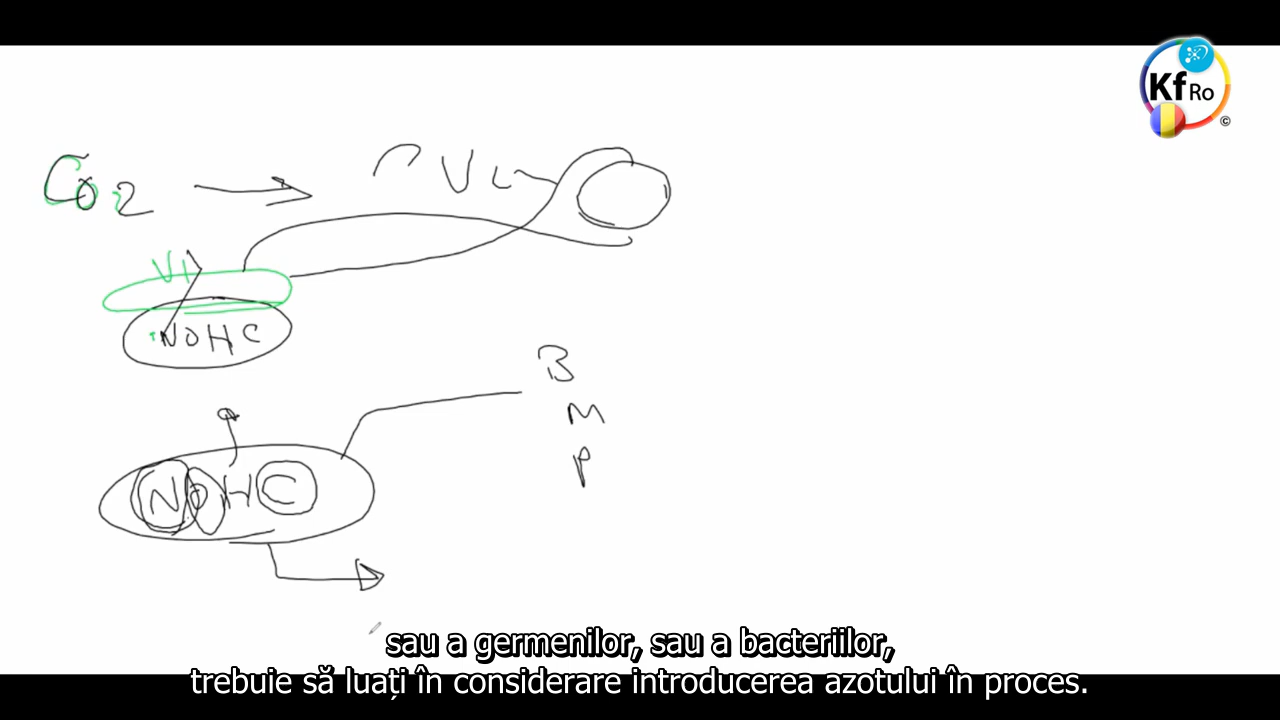 Kf Ro
©
CO2
CVL
V1
NOHC
B
M
P
NOHC
sau a germenilor, sau a bacteriilor,
trebuie să luați în considerare introducerea azotului în proces.